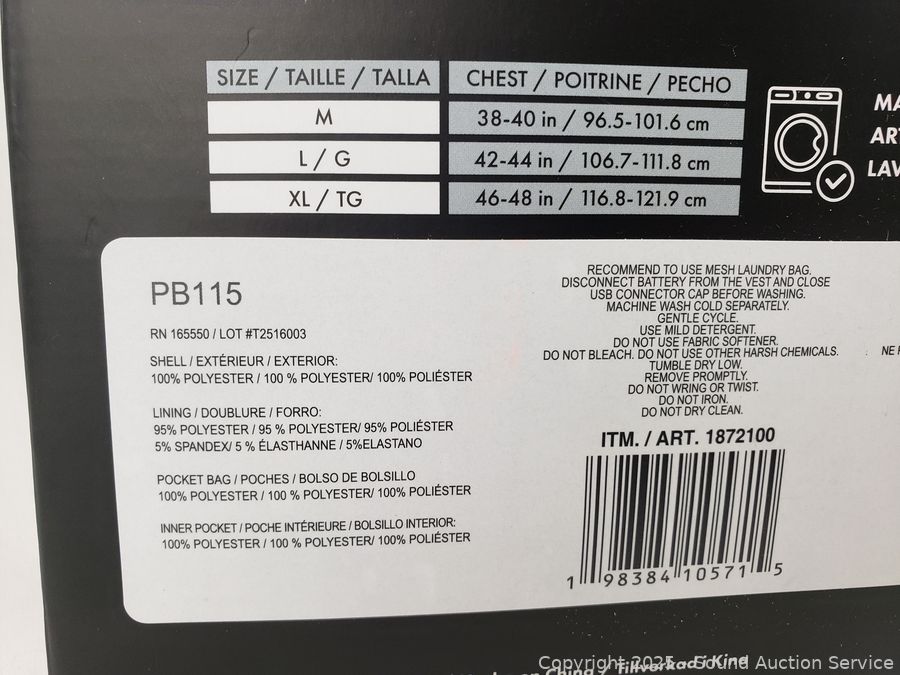 SIZE / TAILLE / TALLA
CHEST / POITRINE / PECHO
M
38-40 in / 96.5-101.6 cm
L / G
42-44 in / 106.7-111.8 cm
XL / TG
46-48 in / 116.8-121.9 cm
MA
ART
LAV
PB115
RN 165550 / LOT #T2516003
SHELL / EXTÉRIEUR / EXTERIOR:
100% POLYESTER / 100 % POLYESTER/ 100% POLIÉSTER
LINING / DOUBLURE / FORRO:
95% POLYESTER / 95 % POLYESTER/ 95% POLIÉSTER
5% SPANDEX/ 5 % ÉLASTHANNE / 5%ELASTANO
POCKET BAG / POCHES / BOLSO DE BOLSILLO
100% POLYESTER / 100 % POLYESTER/ 100% POLIÉSTER
INNER POCKET / POCHE INTÉRIEURE / BOLSILLO INTERIOR:
100% POLYESTER / 100 % POLYESTER/ 100% POLIÉSTER
RECOMMEND TO USE MESH LAUNDRY BAG.
DISCONNECT BATTERY FROM THE VEST AND CLOSE
USB CONNECTOR CAP BEFORE WASHING.
MACHINE WASH COLD SEPARATELY.
GENTLE CYCLE.
USE MILD DETERGENT.
DO NOT USE FABRIC SOFTENER.
DO NOT BLEACH. DO NOT USE OTHER HARSH CHEMICALS.
TUMBLE DRY LOW.
REMOVE PROMPTLY.
DO NOT WRING OR TWIST.
DO NOT IRON.
DO NOT DRY CLEAN.
NE
ITM. / ART. 1872100
1 98384 10571 5
en China / Tillverkad i Kina
Copyright 2025 - Sound Auction Service